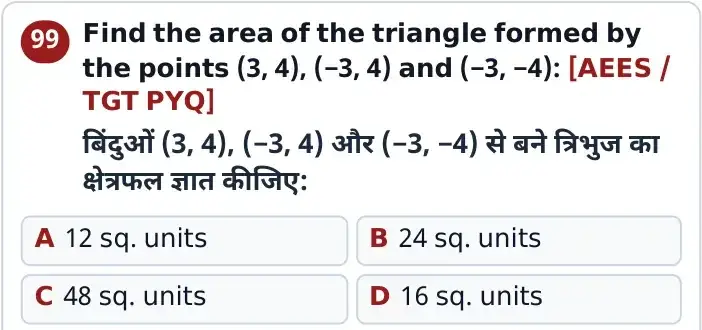 99 Find the area of the triangle formed by
the points (3, 4), (−3, 4) and (−3, −4): [AEES /
TGT PYQ]
बिंदुओं (3, 4), (−3, 4) और (−3, −4) से बने त्रिभुज का
क्षेत्रफल ज्ञात कीजिए:
A 12 sq. units
B 24 sq. units
C 48 sq. units
D 16 sq. units